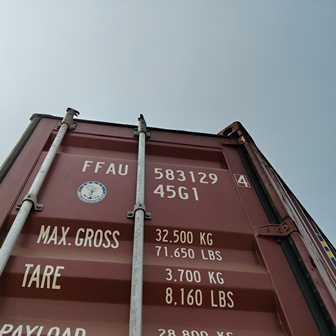 FFAU 583129 4
45G1
MAX.GROSS 32.500 KG
71.650 LBS
TARE 3.700 KG
8.160 LBS
PAYLOAD 28.800 KG